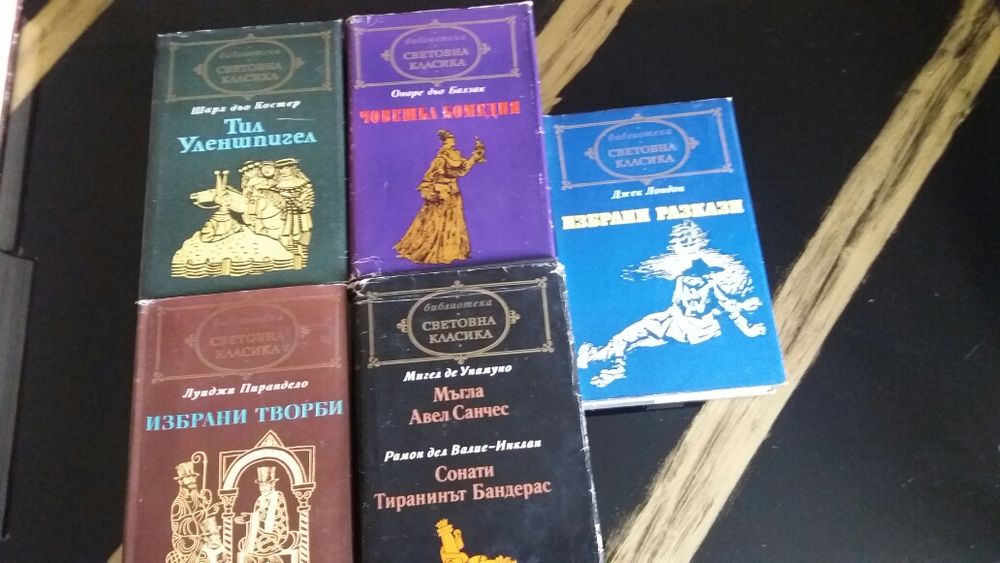 библиотека
СВЕТОВНА
КЛАСИКА
Шарл дьо Костер
Тил
Уленшпигел
библиотека
СВЕТОВНА
КЛАСИКА
Оноре дьо Балзак
ЧОВЕШКА КОМЕДИЯ
библиотека
СВЕТОВНА
КЛАСИКА
Джек Лондон
ИЗБРАНИ РАЗКАЗИ
библиотека
СВЕТОВНА
КЛАСИКА
Луиджи Пирандело
ИЗБРАНИ ТВОРБИ
библиотека
СВЕТОВНА
КЛАСИКА
Мигел де Унамуно
Мъгла
Авел Санчес
Рамон дел Валие-Инклан
Сонати
Тиранинът Бандерас